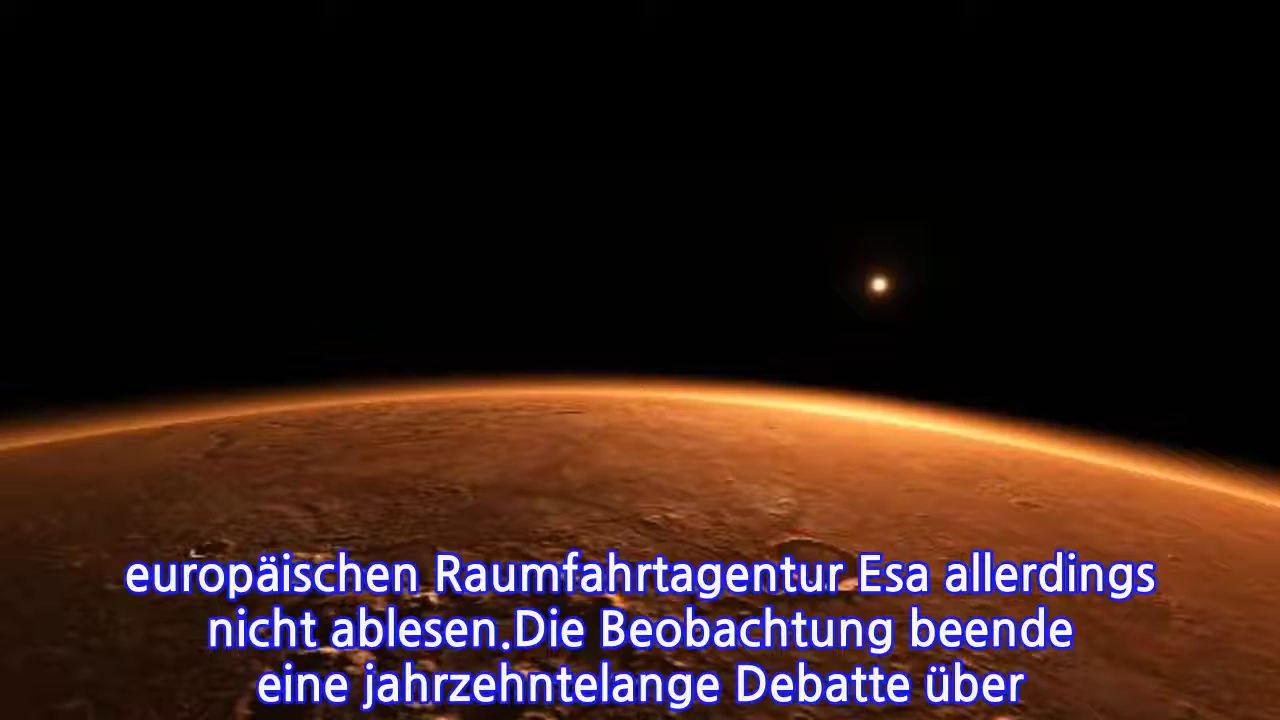 europäischen Raumfahrtagentur Esa allerdings
nicht ablesen.Die Beobachtung beende
eine jahrzehntelange Debatte über